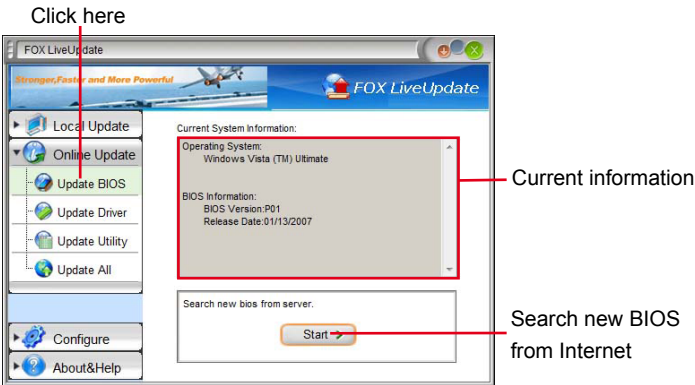 Click here
FOX LiveUpdate
Stronger,Faster and More Powerful
FOX LiveUpdate
Local Update
Online Update
Update BIOS
Update Driver
Update Utility
Update All
Configure
About&Help
Current System Information:
Operating System:
Windows Vista (TM) Ultimate
BIOS Information:
BIOS Version:P01
Release Date:01/13/2007
Search new bios from server.
Start
Current information
Search new BIOS
from Internet